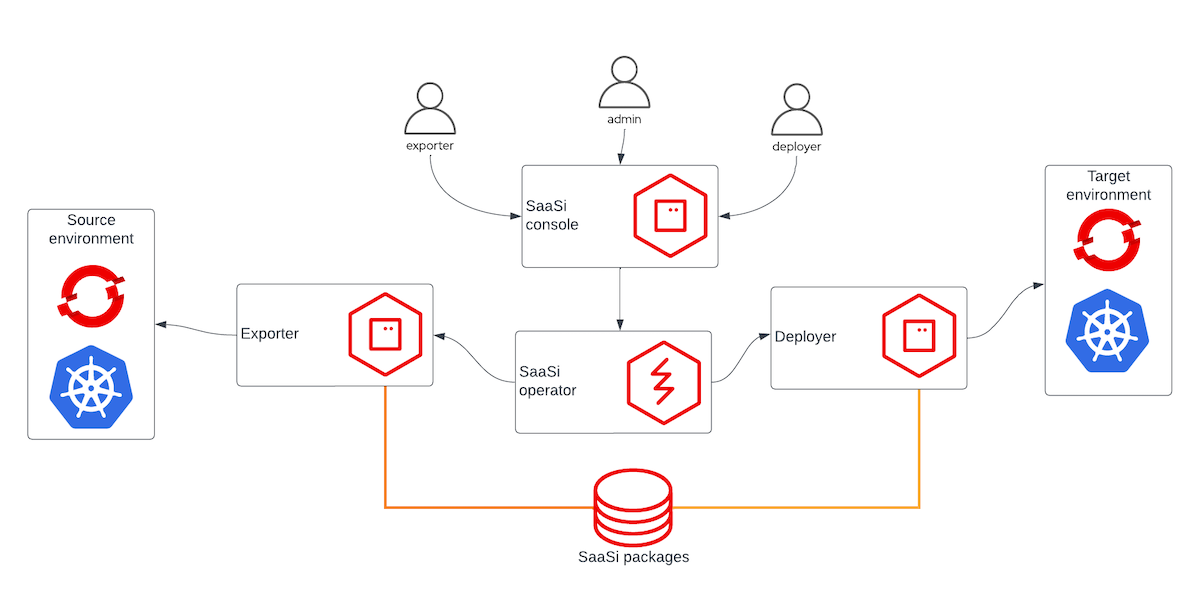 admin
exporter
deployer
SaaSi
console
Target
environment
Source
environment
Exporter
SaaSi
operator
Deployer
SaaSi packages